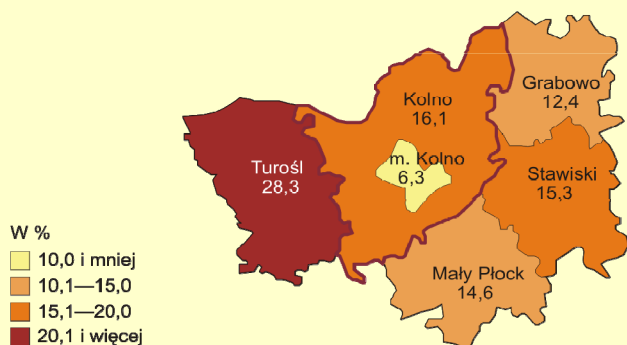 Grabowo
12,4
Kolno
16,1
m. Kolno
6,3
Turośl
28,3
Stawiski
15,3
Mały Płock
14,6
W %
10,0 i mniej
10,1—15,0
15,1—20,0
20,1 i więcej